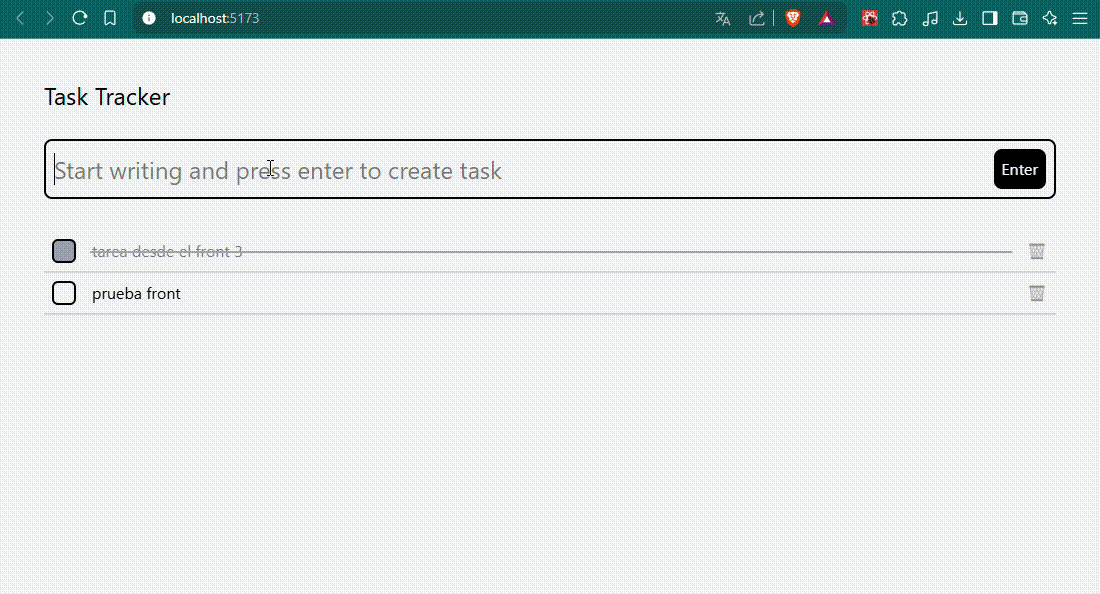 localhost:5173
Task Tracker
Start writing and press enter to create task
Enter
tarea desde el front 3
prueba front